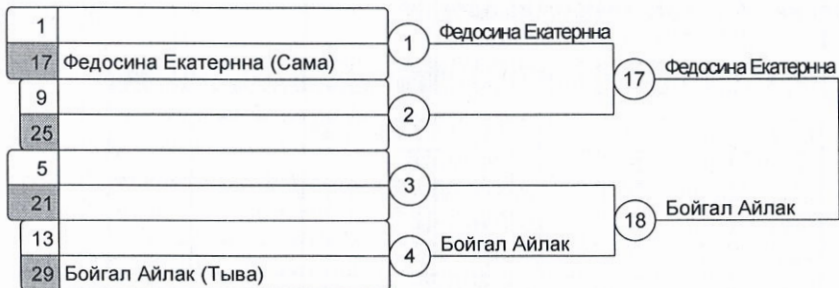 1
1 Федосина Екатернна
17 Федосина Екатернна (Сама)
17 Федосина Екатернна
9
2
25
5
3
21
18 Бойгал Айлак
13
4 Бойгал Айлак
29 Бойгал Айлак (Тыва)